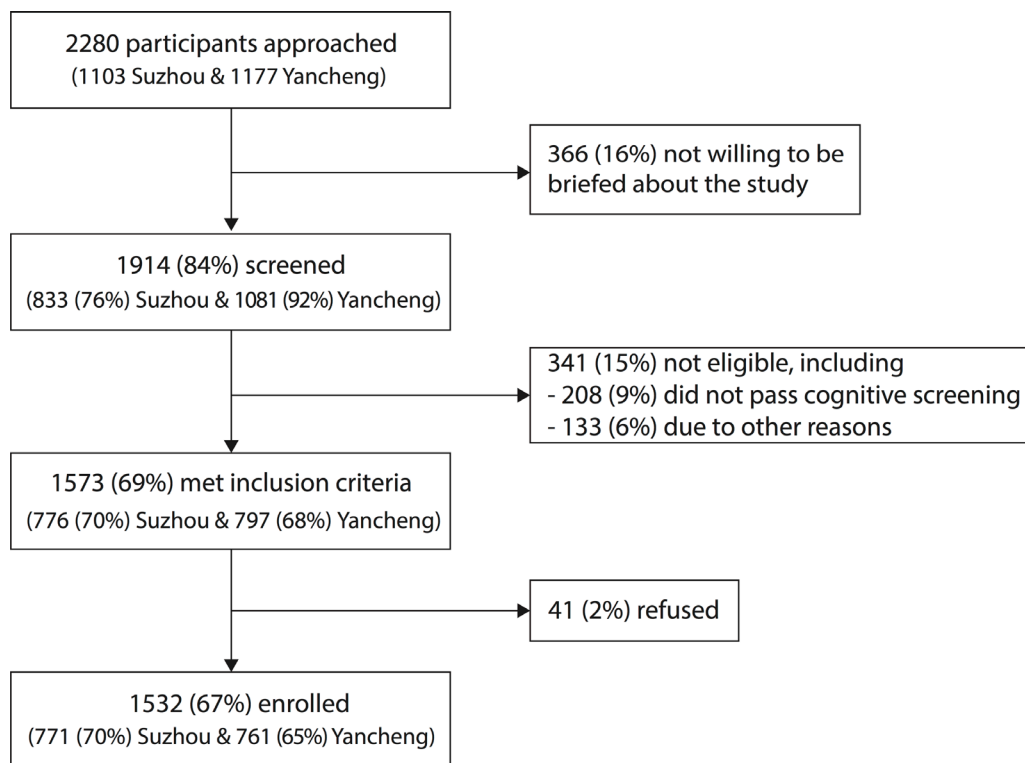 2280 participants approached
(1103 Suzhou & 1177 Yancheng)
366 (16%) not willing to be
briefed about the study
1914 (84%) screened
(833 (76%) Suzhou & 1081 (92%) Yancheng)
341 (15%) not eligible, including
- 208 (9%) did not pass cognitive screening
- 133 (6%) due to other reasons
1573 (69%) met inclusion criteria
(776 (70%) Suzhou & 797 (68%) Yancheng)
41 (2%) refused
1532 (67%) enrolled
(771 (70%) Suzhou & 761 (65%) Yancheng)